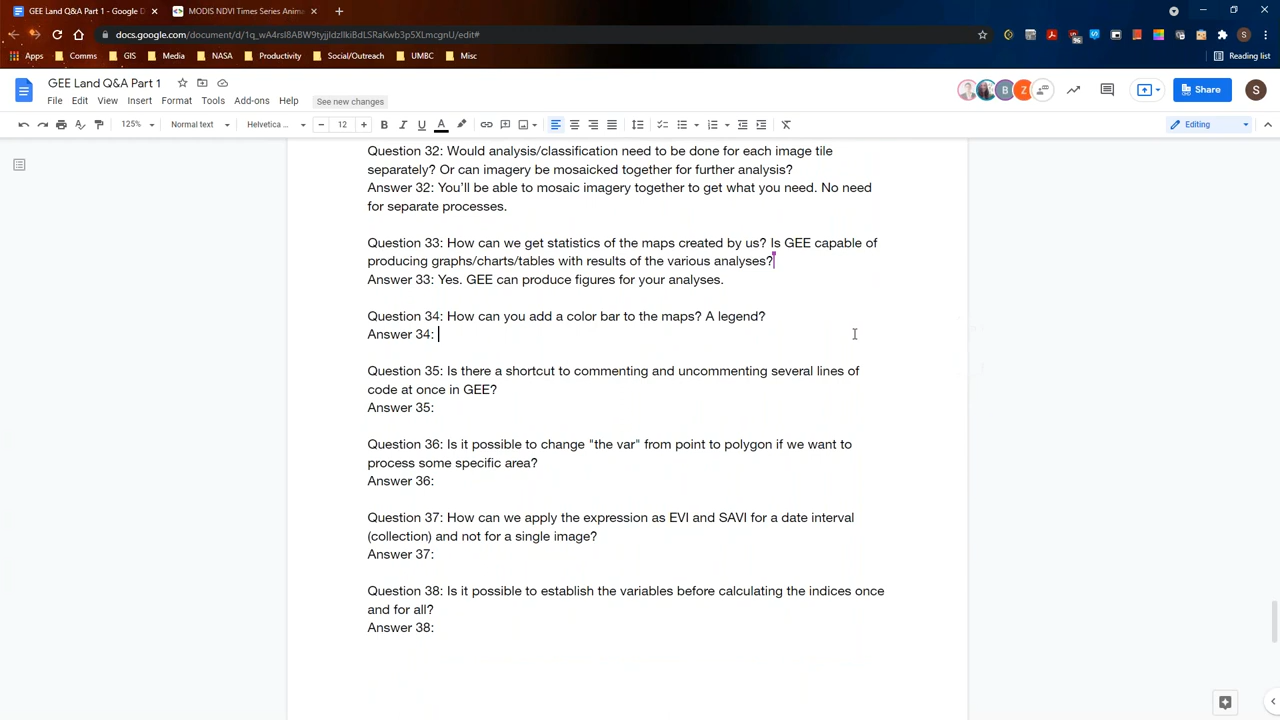 GEE Land Q&A Part 1 - Google D
MODIS NDVI Times Series Anima
docs.google.com/document/d/1q_wA4rsI8ABW9tyjjIdzIlkiBdLSRaKwb3p5XLmcgnU/edit#
Apps Comms GIS Media NASA Productivity Social/Outreach UMBC Misc Reading list
GEE Land Q&A Part 1
File Edit View Insert Format Tools Add-ons Help See new changes
B Z Share S
125% Normal text Helvetica ... 12 B I U A Editing
Question 32: Would analysis/classification need to be done for each image tile
separately? Or can imagery be mosaicked together for further analysis?
Answer 32: You'll be able to mosaic imagery together to get what you need. No need
for separate processes.
Question 33: How can we get statistics of the maps created by us? Is GEE capable of
producing graphs/charts/tables with results of the various analyses?
Answer 33: Yes. GEE can produce figures for your analyses.
Question 34: How can you add a color bar to the maps? A legend?
Answer 34:
Question 35: Is there a shortcut to commenting and uncommenting several lines of
code at once in GEE?
Answer 35:
Question 36: Is it possible to change "the var" from point to polygon if we want to
process some specific area?
Answer 36:
Question 37: How can we apply the expression as EVI and SAVI for a date interval
(collection) and not for a single image?
Answer 37:
Question 38: Is it possible to establish the variables before calculating the indices once
and for all?
Answer 38: